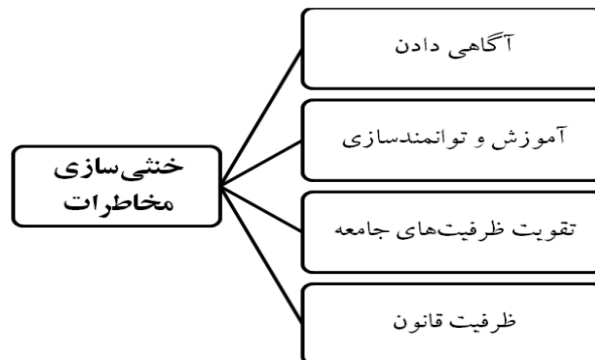 خنثی‌سازی
مخاطرات
آگاهی دادن
آموزش و توانمندسازی
تقویت ظرفیت‌های جامعه
ظرفیت قانون